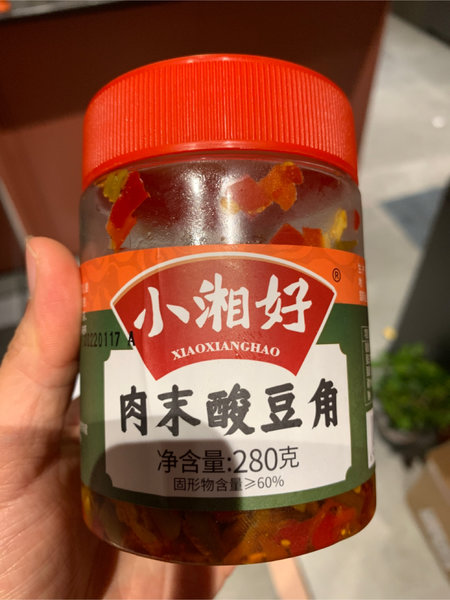 小湘好®
XIAOXIANGHAO
20220117 A
肉末酸豆角
净含量:280克
固形物含量≥60%